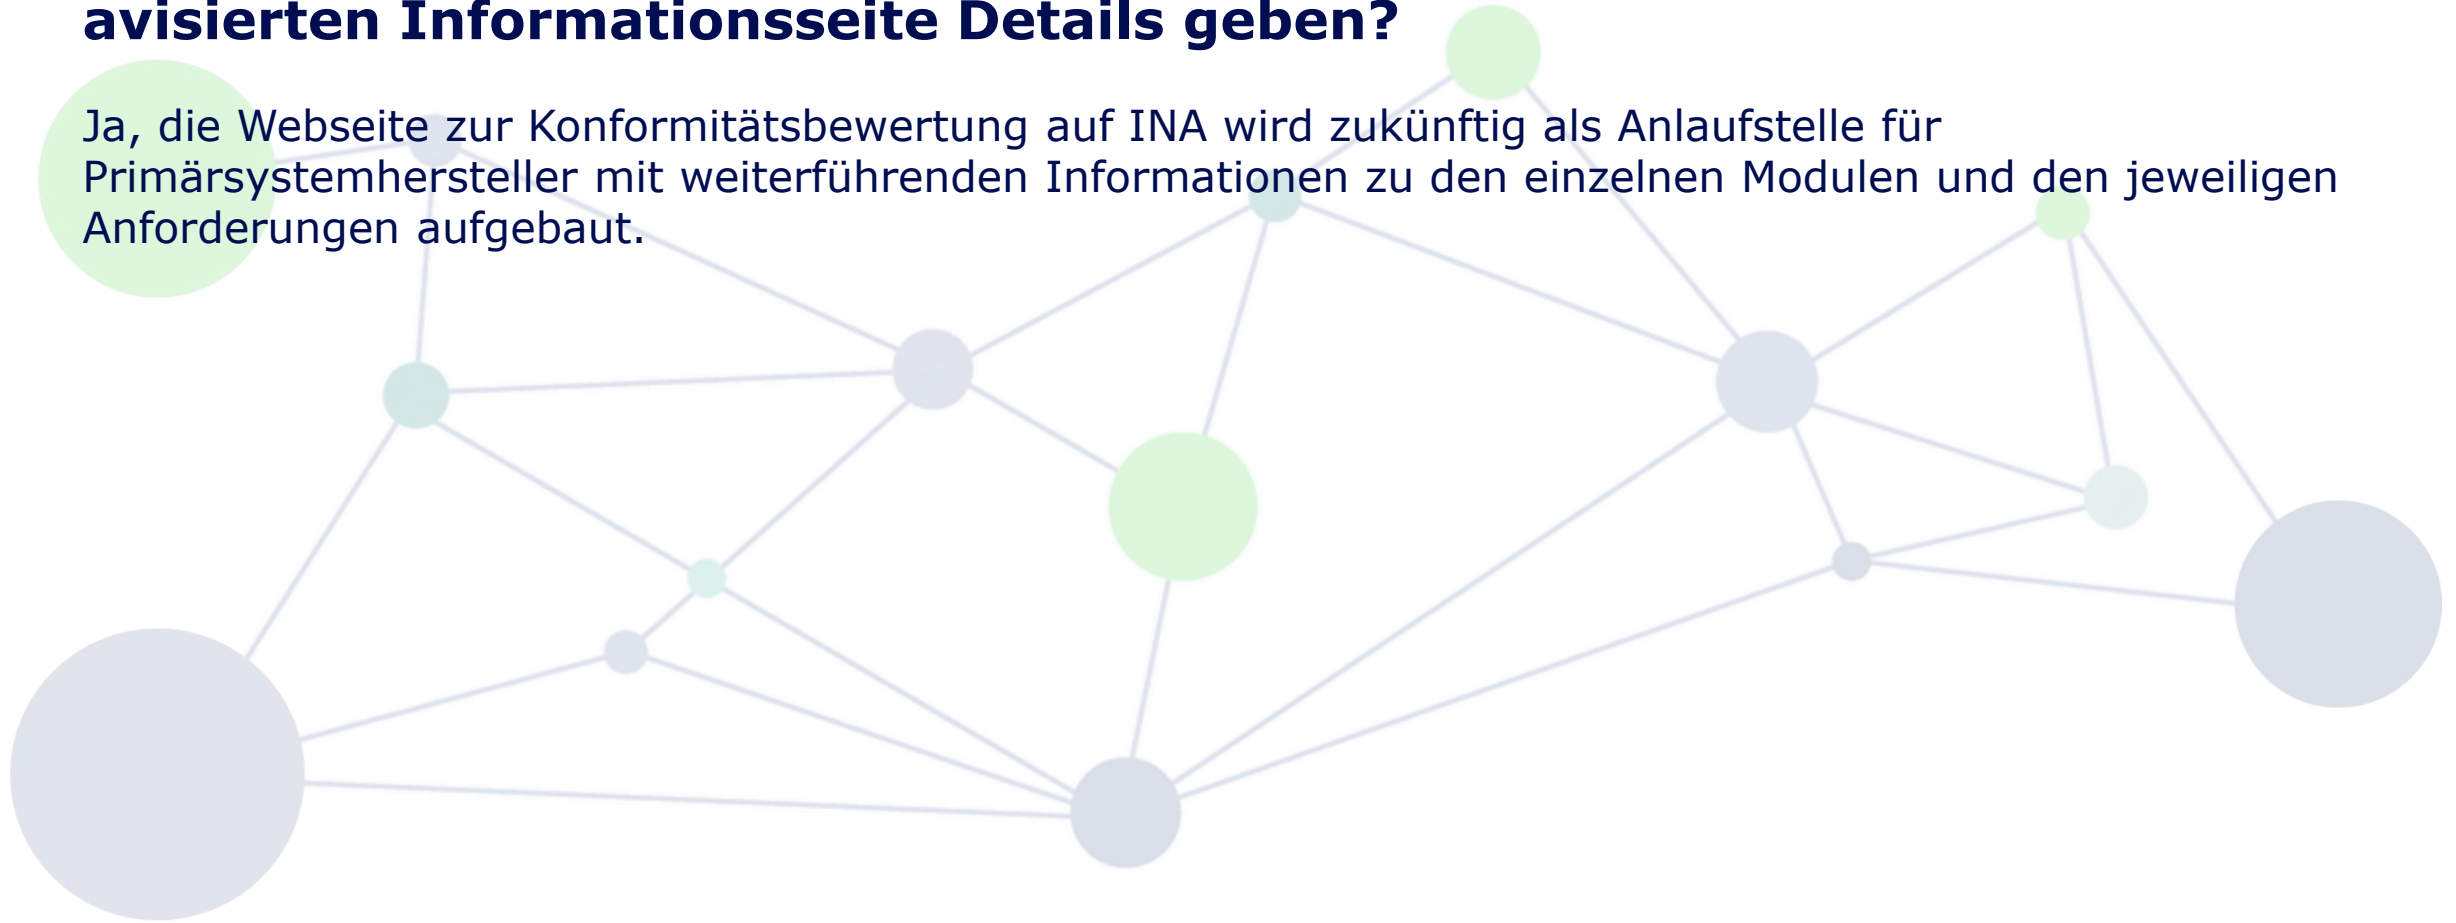 avisierten Informationsseite Details geben?
Ja, die Webseite zur Konformitätsbewertung auf INA wird zukünftig als Anlaufstelle für
Primärsystemhersteller mit weiterführenden Informationen zu den einzelnen Modulen und den jeweiligen
Anforderungen aufgebaut.